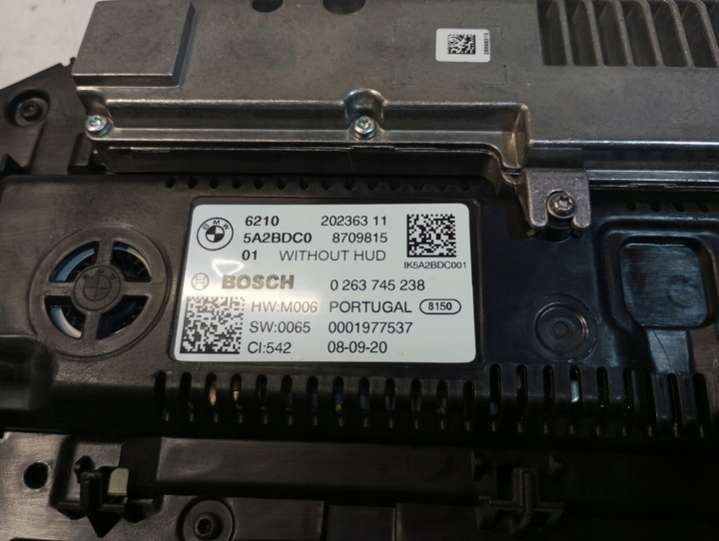 6210 202363 11
5A2BDC0 8709815
01 WITHOUT HUD
IK5A2BDC001
BOSCH 0 263 745 238
HW:M006 PORTUGAL 8150
SW:0065 0001977537
CI:542 08-09-20